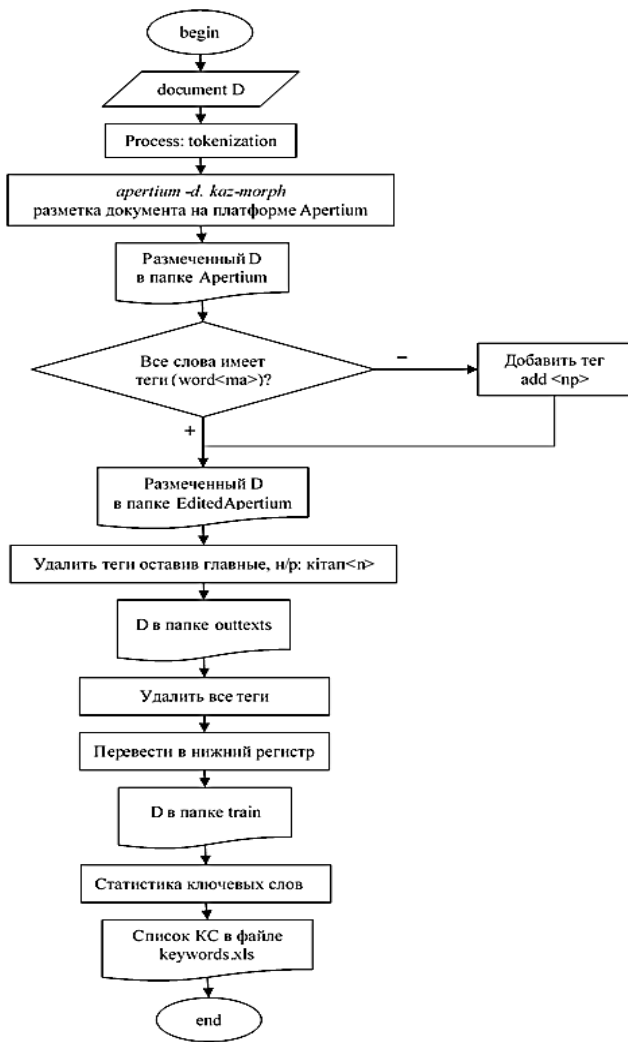 begin
document D
Process: tokenization
apertium -d. kaz-morph
разметка документа на платформе Apertium
Размеченный D
в папке Apertium
Все слова имеет
теги (word<ma>)?
–
Добавить тег
add <np>
+
Размеченный D
в папке EditedApertium
Удалить теги оставив главные, н/р: кітап<n>
D в папке outtexts
Удалить все теги
Перевести в нижний регистр
D в папке train
Статистика ключевых слов
Список КС в файле
keywords.xls
end